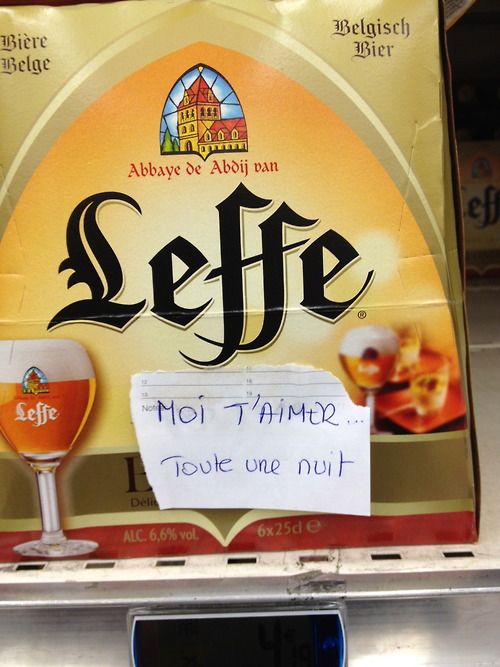 Bière
Belge
Belgisch
Bier
Abbaye de Abdij van
Leffe
®
Leffe
MOI T'AIMER...
Toute une nuit
ALC. 6,6% vol.
6x25cl e